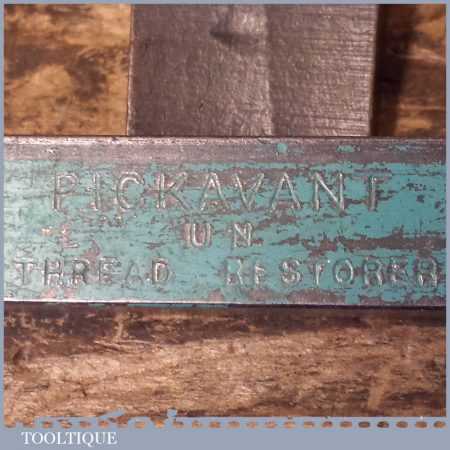 PICKAVANT
UN
THREAD RESTORER
TOOLTIQUE